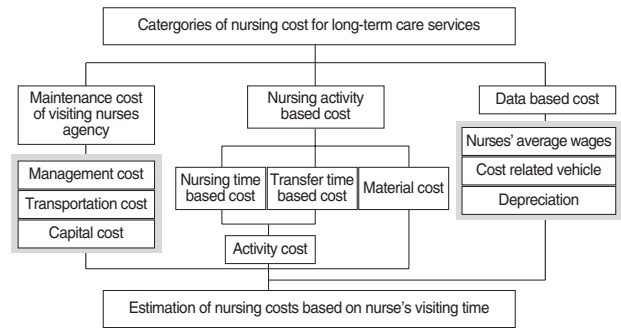 Catergories of nursing cost for long-term care services
Maintenance cost
of visiting nurses
agency
Nursing activity
based cost
Data based cost
Management cost
Transportation cost
Capital cost
Nursing time
based cost
Transfer time
based cost
Material cost
Nurses' average wages
Cost related vehicle
Depreciation
Activity cost
Estimation of nursing costs based on nurse's visiting time